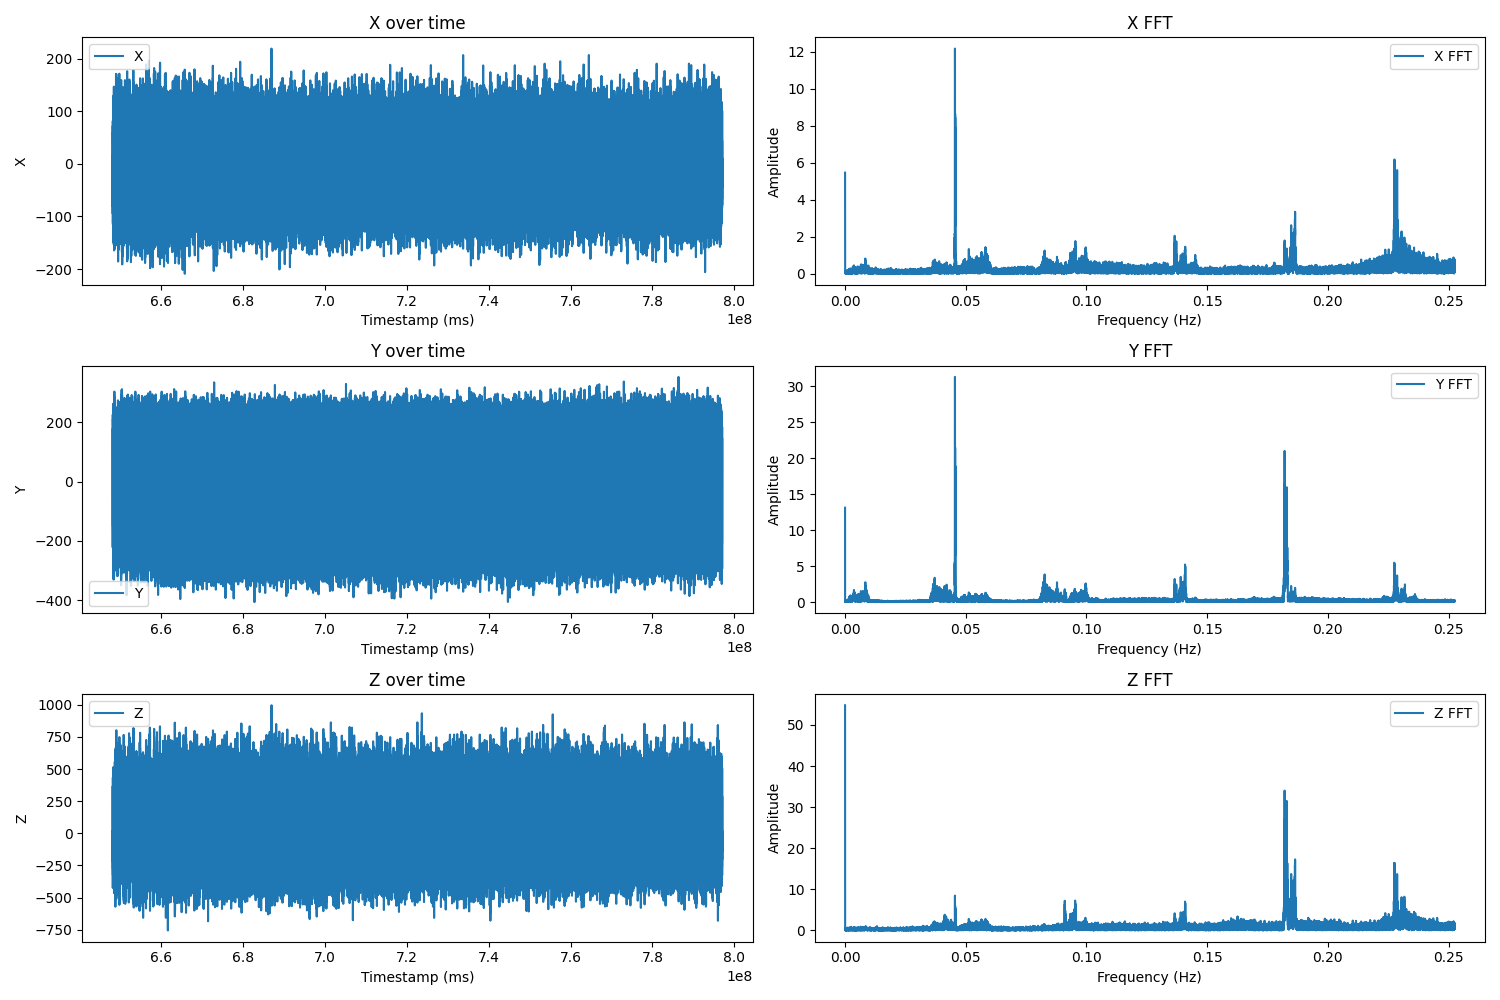 X over time
X
200
100
0
−100
−200
X
6.6 6.8 7.0 7.2 7.4 7.6 7.8 8.0
1e8
Timestamp (ms)
X FFT
X FFT
12
10
8
6
4
2
0
Amplitude
0.00 0.05 0.10 0.15 0.20 0.25
Frequency (Hz)
Y over time
Y
200
0
−200
−400
Y
6.6 6.8 7.0 7.2 7.4 7.6 7.8 8.0
1e8
Timestamp (ms)
Y FFT
Y FFT
30
25
20
15
10
5
0
Amplitude
0.00 0.05 0.10 0.15 0.20 0.25
Frequency (Hz)
Z over time
Z
1000
750
500
250
0
−250
−500
−750
Z
6.6 6.8 7.0 7.2 7.4 7.6 7.8 8.0
1e8
Timestamp (ms)
Z FFT
Z FFT
50
40
30
20
10
0
Amplitude
0.00 0.05 0.10 0.15 0.20 0.25
Frequency (Hz)